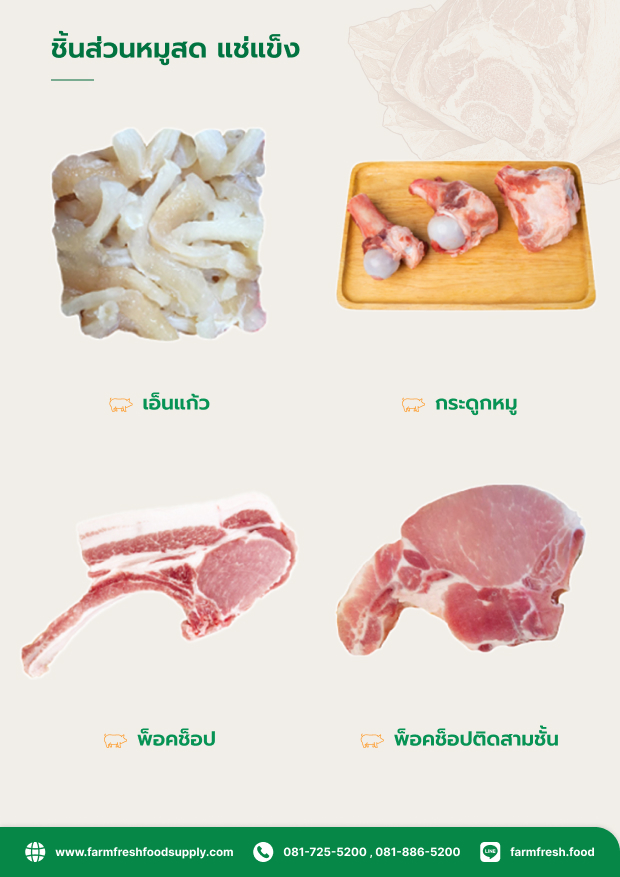 ชิ้นส่วนหมูสด แช่แข็ง
เอ็นแก้ว
กระดูกหมู
พ็อคช็อป
พ็อคช็อปติดสามชั้น
www.farmfreshfoodsupply.com
081-725-5200 , 081-886-5200
LINE
farmfresh.food